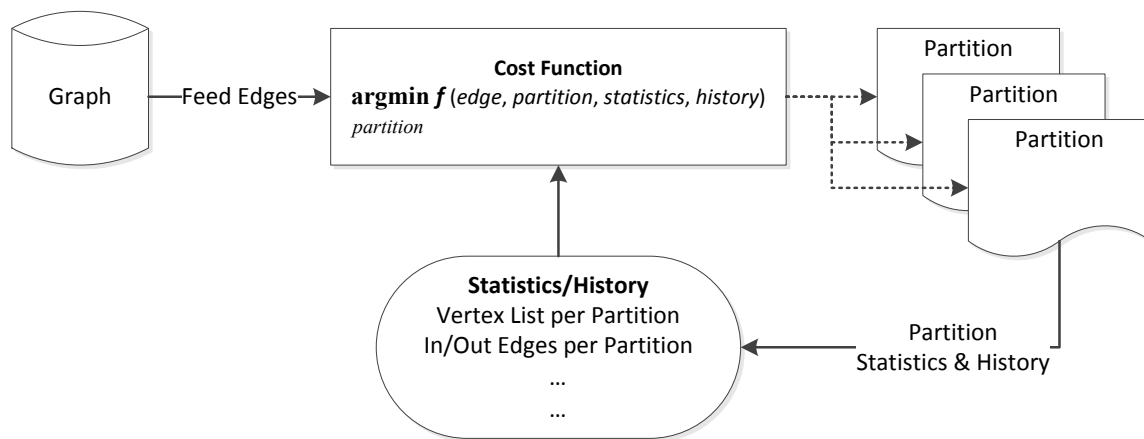 Graph
Feed Edges
Cost Function
argmin f (edge, partition, statistics, history)
partition
Partition
Partition
Partition
Statistics/History
Vertex List per Partition
In/Out Edges per Partition
...
...
Partition
Statistics & History